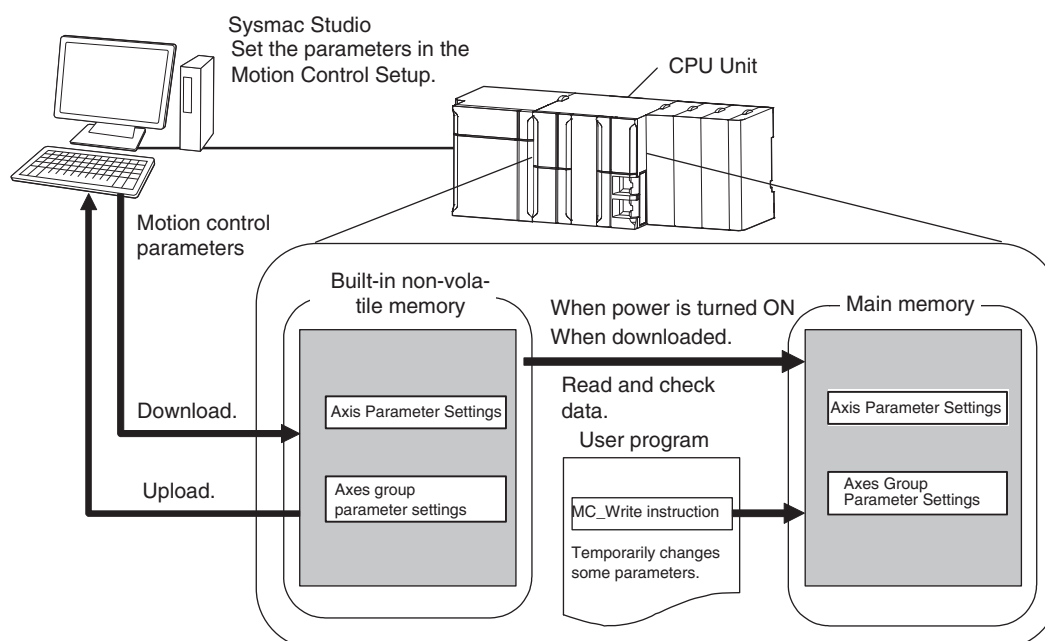 Sysmac Studio
Set the parameters in the
Motion Control Setup.
CPU Unit
Motion control
parameters
Built-in non-vola-
tile memory
When power is turned ON
When downloaded.
Main memory
Read and check
data.
Download.
Axis Parameter Settings
Axis Parameter Settings
User program
Upload.
Axes group
parameter settings
MC_Write instruction
Temporarily changes
some parameters.
Axes Group
Parameter Settings